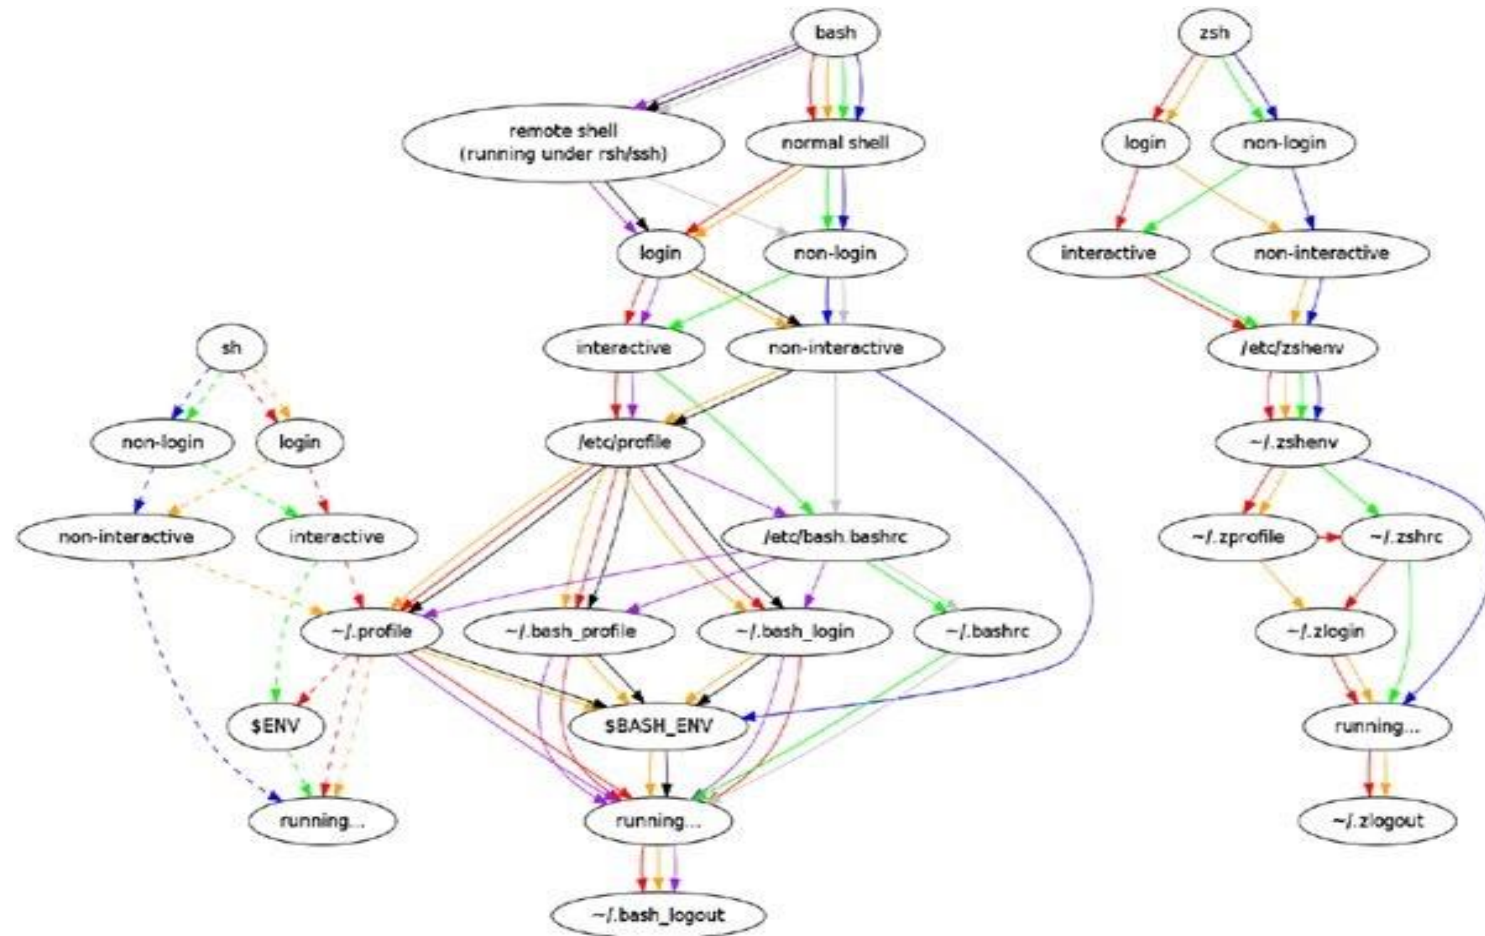 bash
zsh
remote shell
(running under rsh/ssh)
normal shell
login
non-login
login
non-login
interactive
non-interactive
sh
interactive
non-interactive
/etc/zshenv
non-login
login
/etc/profile
~/.zshenv
non-interactive
interactive
/etc/bash.bashrc
~/.zprofile
~/.zshrc
~/.profile
~/.bash_profile
~/.bash_login
~/.bashrc
~/.zlogin
$ENV
$BASH_ENV
running...
running...
running...
~/.zlogout
~/.bash_logout